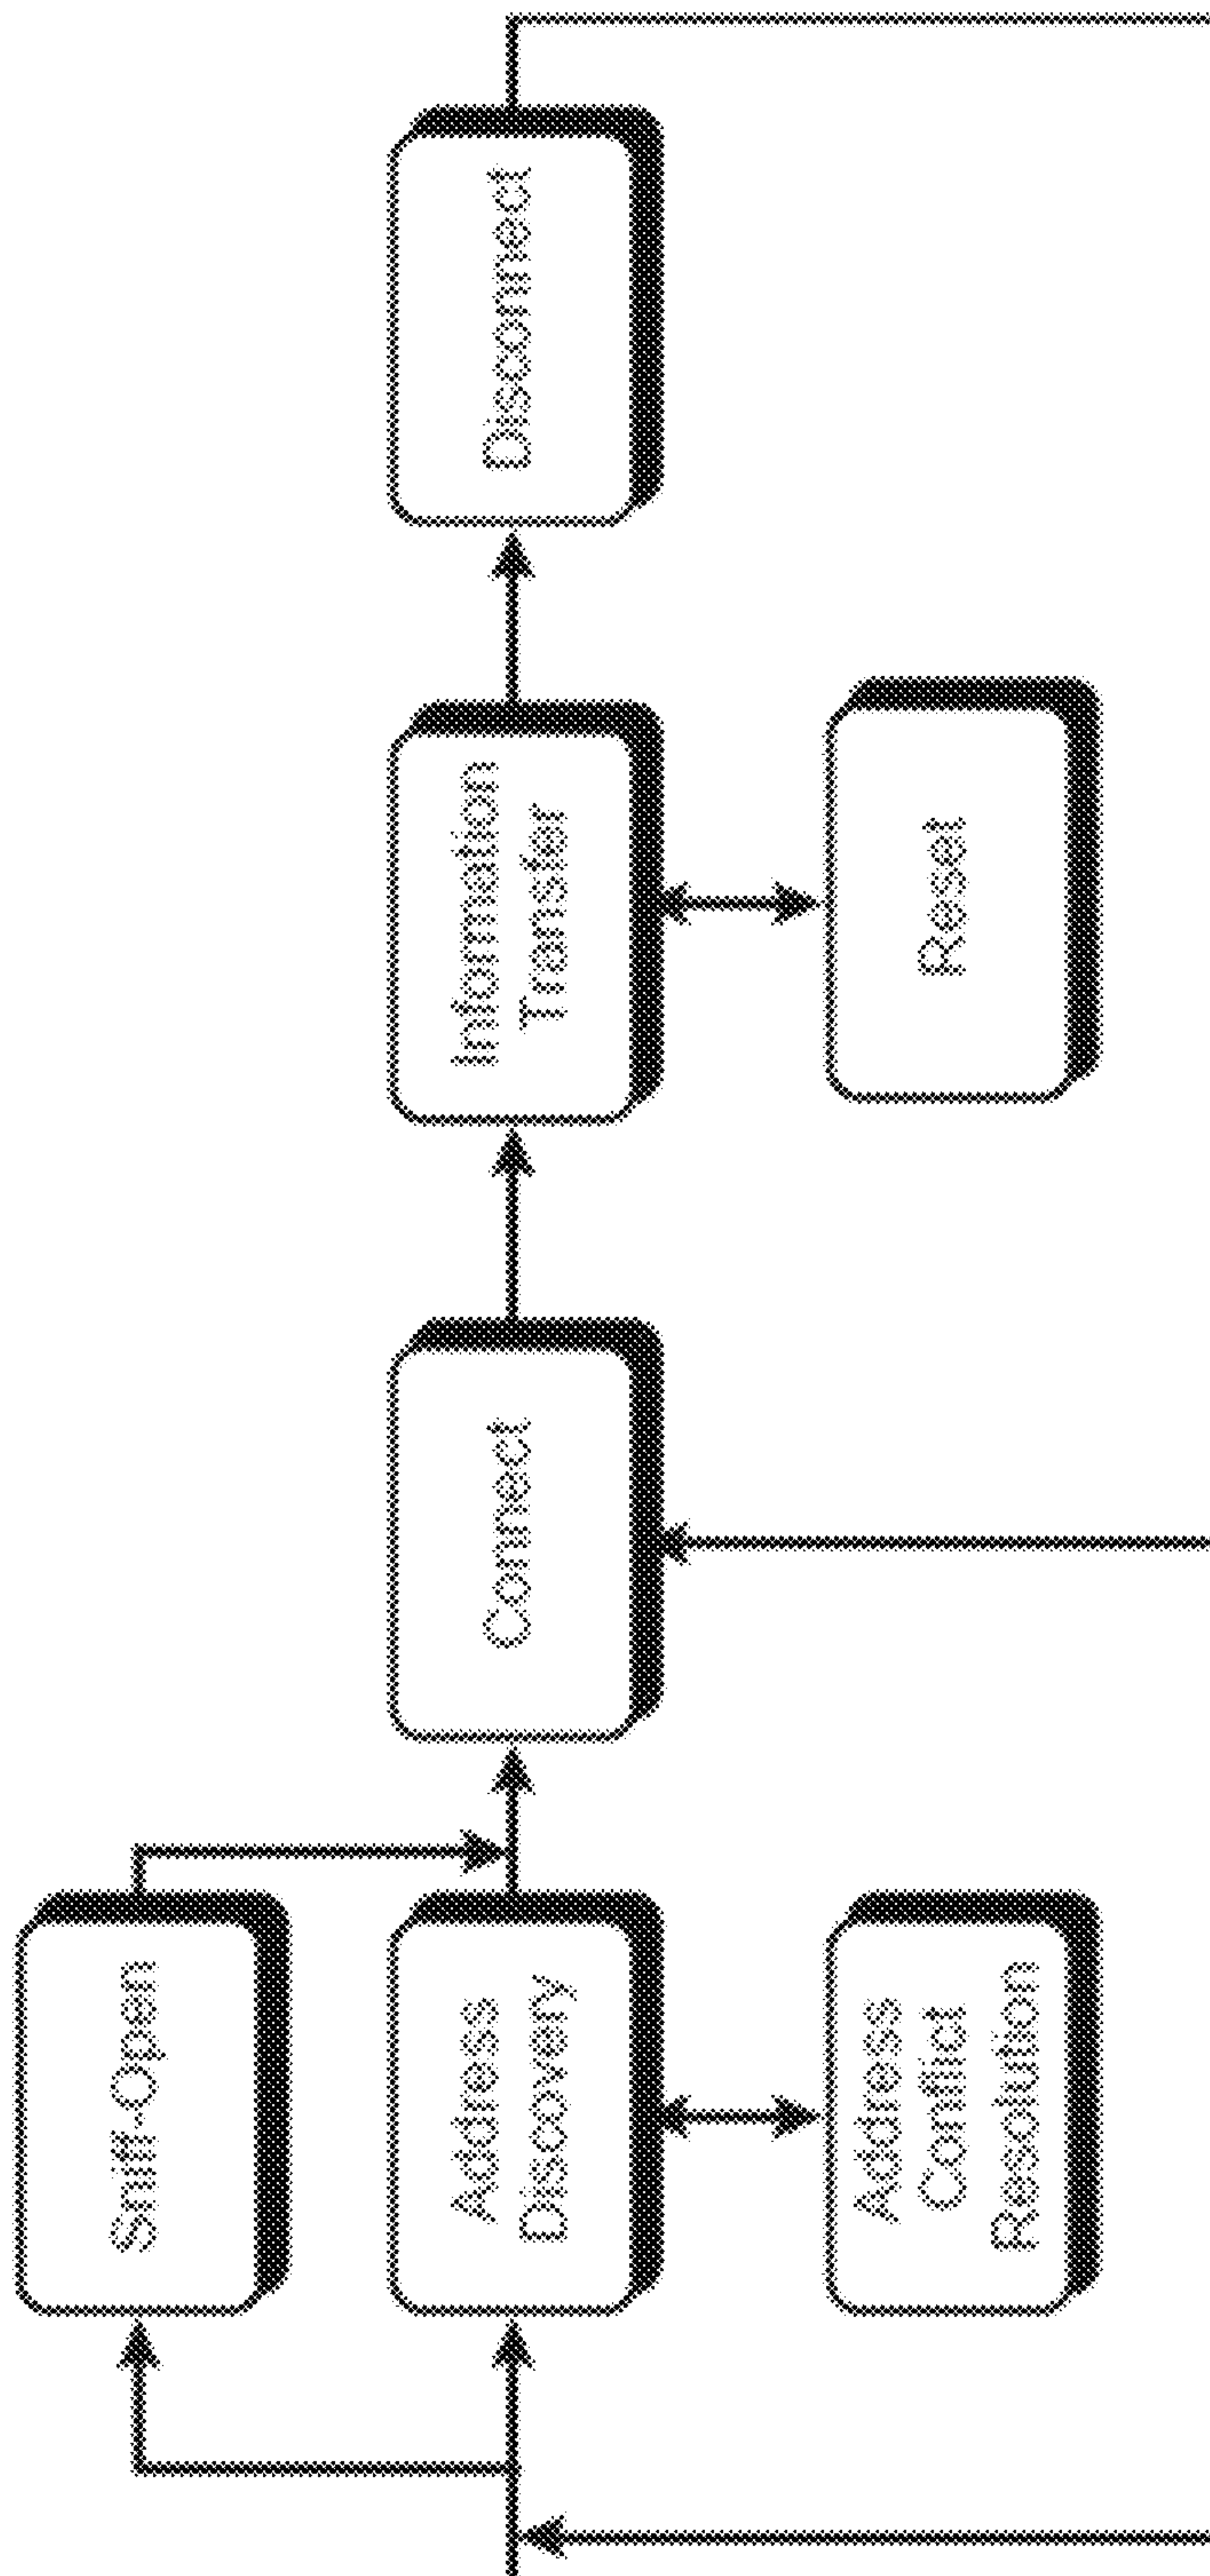 Sniff-Open
Address
Discovery
Address
Conflict
Resolution
Connect
Information
Transfer
Reset
Disconnect